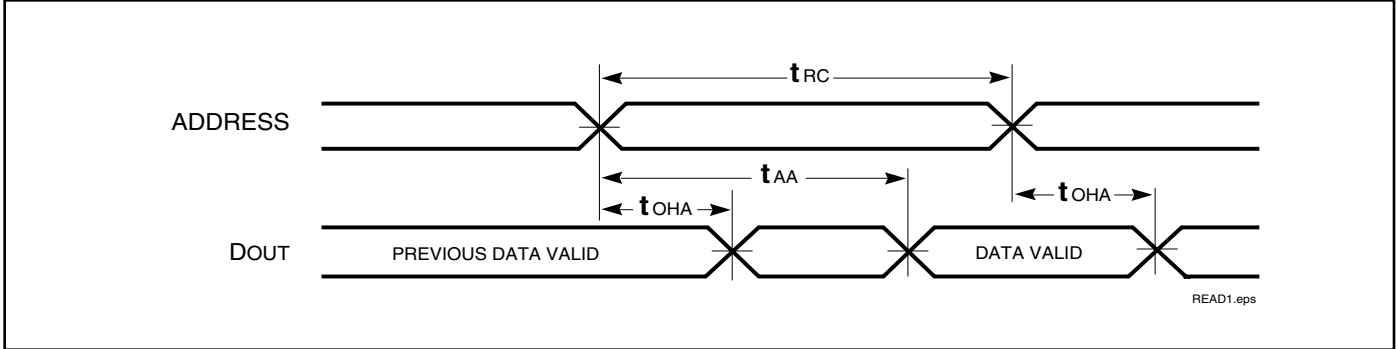 tRC
ADDRESS
tAA
tOHA
tOHA
DOUT
PREVIOUS DATA VALID
DATA VALID
READ1.eps